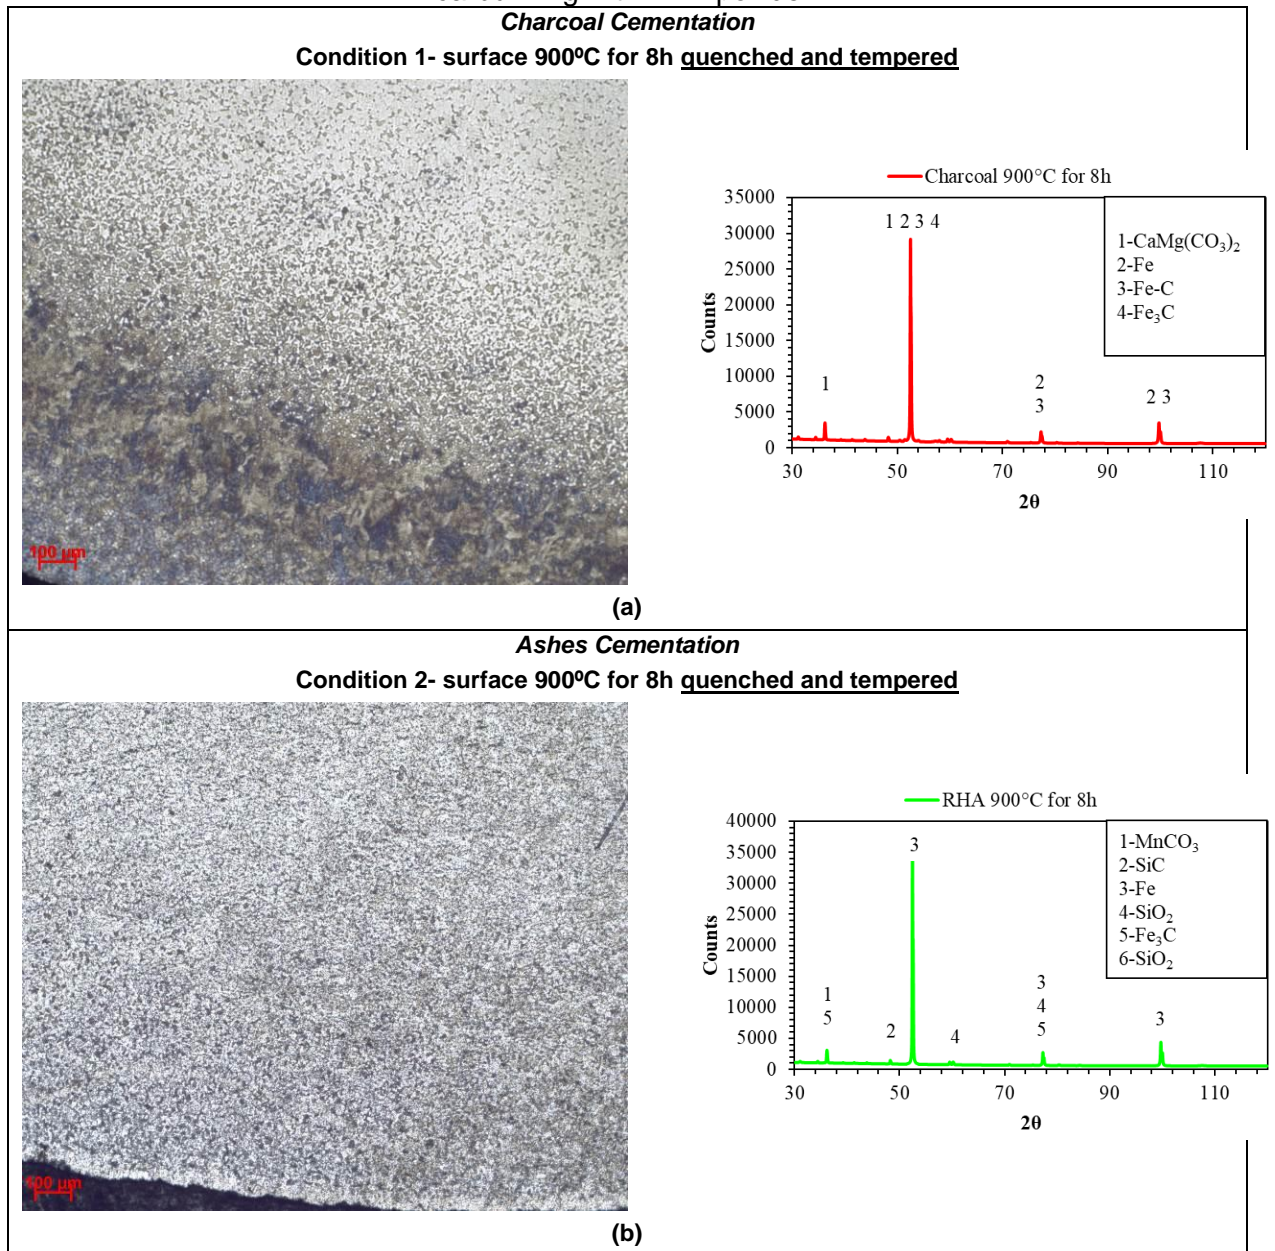 Charcoal Cementation
Condition 1- surface 900ºC for 8h quenched and tempered
100 µm
Charcoal 900°C for 8h
35000
30000
25000
20000
15000
10000
5000
0
Counts
1 2 3 4
1
2
3
2 3
1-CaMg(CO₃)₂
2-Fe
3-Fe-C
4-Fe₃C
30 50 70 90 110
2θ
(a)
Ashes Cementation
Condition 2- surface 900ºC for 8h quenched and tempered
100 µm
RHA 900°C for 8h
40000
35000
30000
25000
20000
15000
10000
5000
0
Counts
3
1
5
2
4
3
4
5
3
1-MnCO₃
2-SiC
3-Fe
4-SiO₂
5-Fe₃C
6-SiO₂
30 50 70 90 110
2θ
(b)